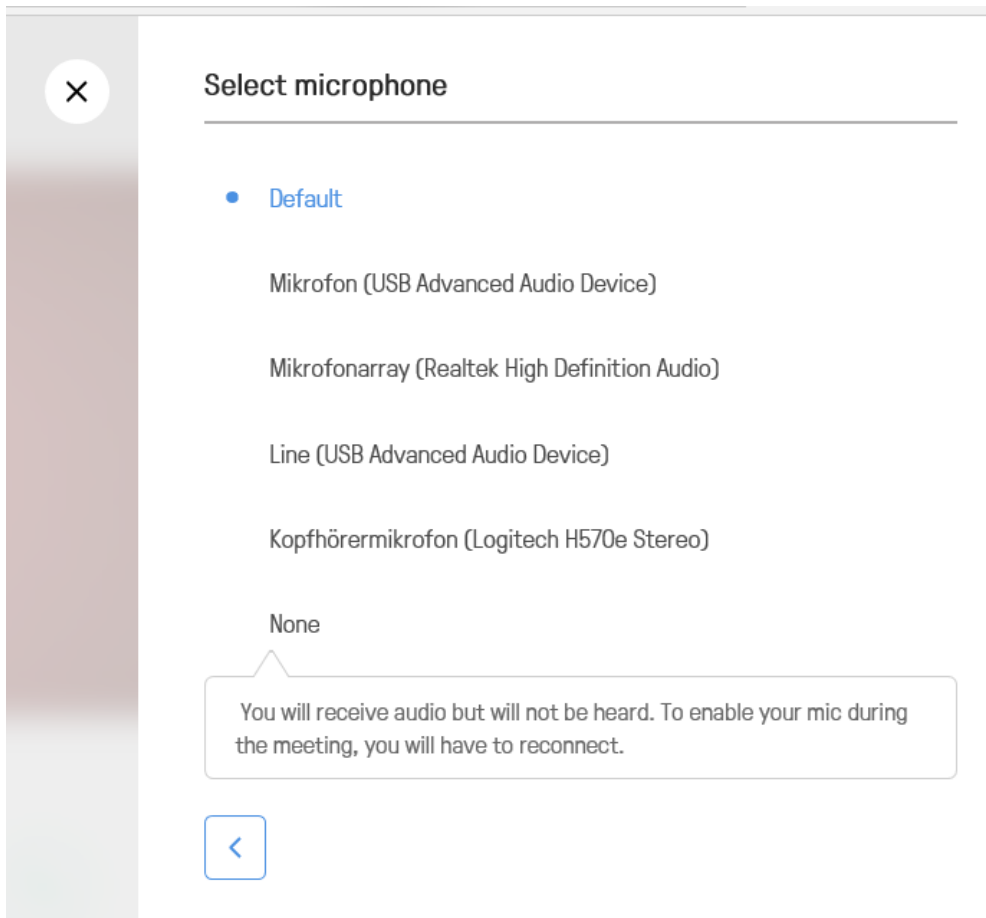 Select microphone
Default
Mikrofon (USB Advanced Audio Device)
Mikrofonarray (Realtek High Definition Audio)
Line (USB Advanced Audio Device)
Kopfhörermikrofon (Logitech H570e Stereo)
None
You will receive audio but will not be heard. To enable your mic during
the meeting, you will have to reconnect.